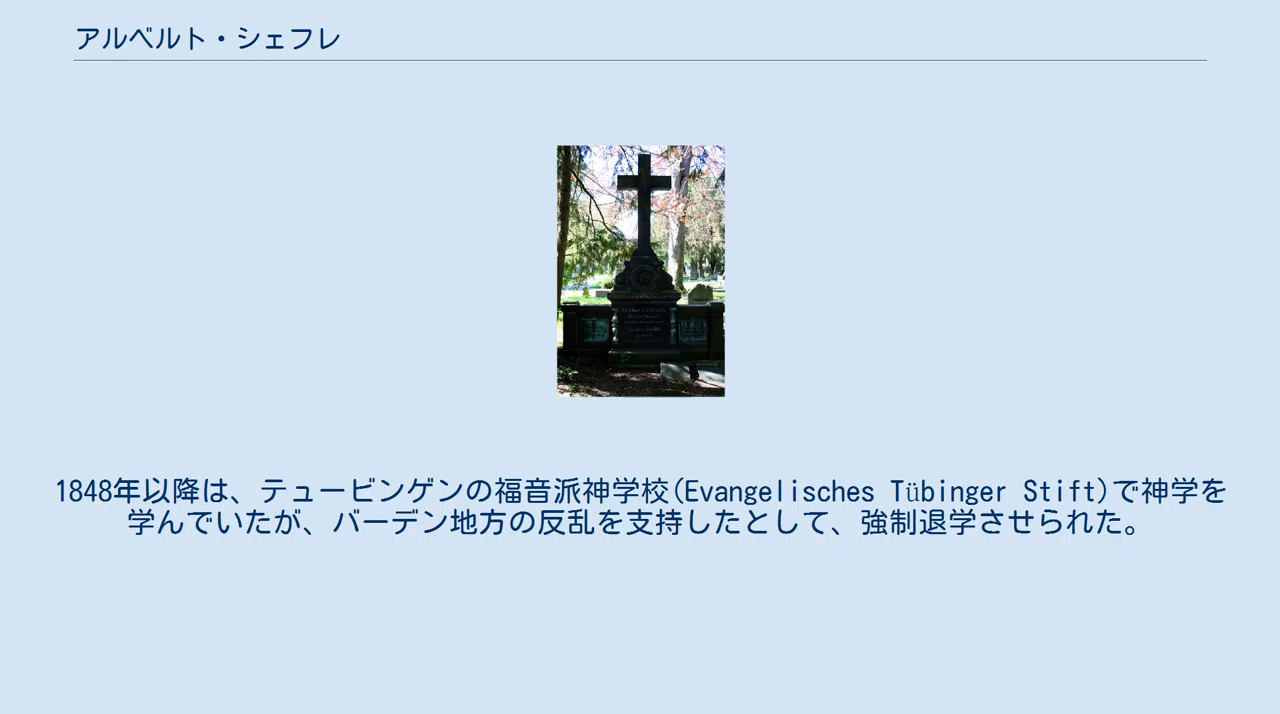 アルベルト・シェフレ
1848年以降は、テュービンゲンの福音派神学校(Evangelisches Tübinger Stift)で神学を
学んでいたが、バーデン地方の反乱を支持したとして、強制退学させられた。